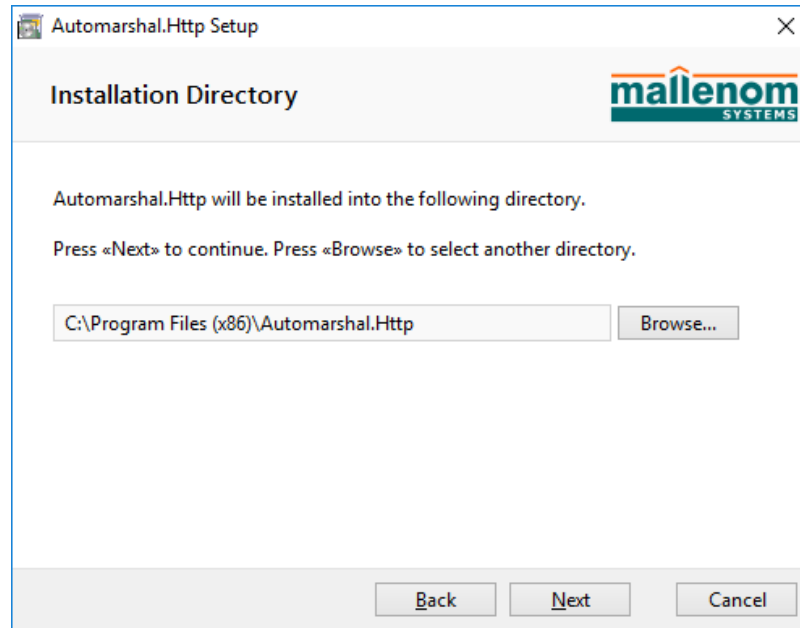 Automarshal.Http Setup
Installation Directory
mallenom
SYSTEMS
Automarshal.Http will be installed into the following directory.
Press «Next» to continue. Press «Browse» to select another directory.
C:\Program Files (x86)\Automarshal.Http
Browse...
Back
Next
Cancel